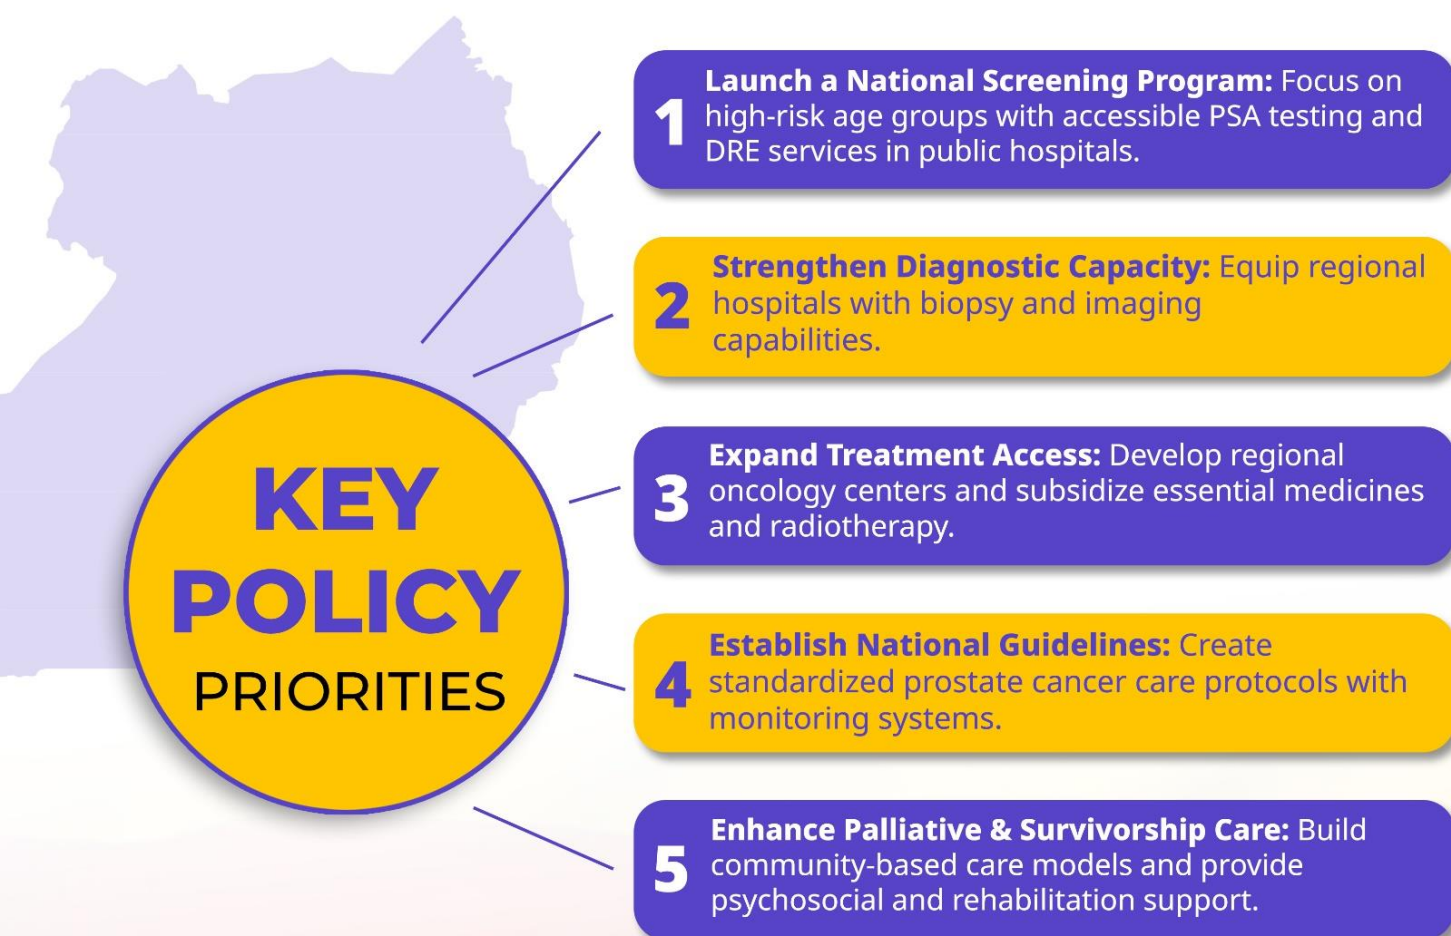 KEY
POLICY
PRIORITIES
1
Launch a National Screening Program: Focus on
high-risk age groups with accessible PSA testing and
DRE services in public hospitals.
2
Strengthen Diagnostic Capacity: Equip regional
hospitals with biopsy and imaging
capabilities.
3
Expand Treatment Access: Develop regional
oncology centers and subsidize essential medicines
and radiotherapy.
4
Establish National Guidelines: Create
standardized prostate cancer care protocols with
monitoring systems.
5
Enhance Palliative & Survivorship Care: Build
community-based care models and provide
psychosocial and rehabilitation support.